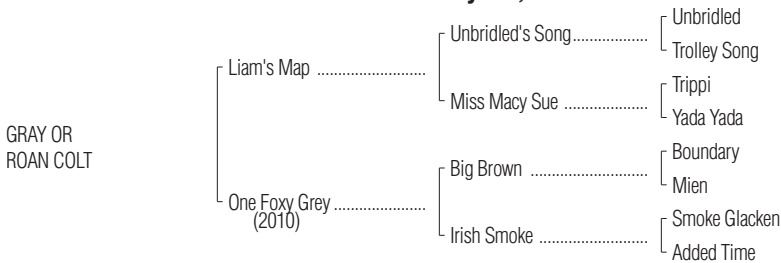 Unbridled
Unbridled's Song.................
Trolley Song
Liam's Map ..........................
Trippi
Miss Macy Sue ....................
Yada Yada
GRAY OR
ROAN COLT
Boundary
Big Brown ............................
Mien
One Foxy Grey ......................
(2010)
Smoke Glacken
Irish Smoke ..........................
Added Time